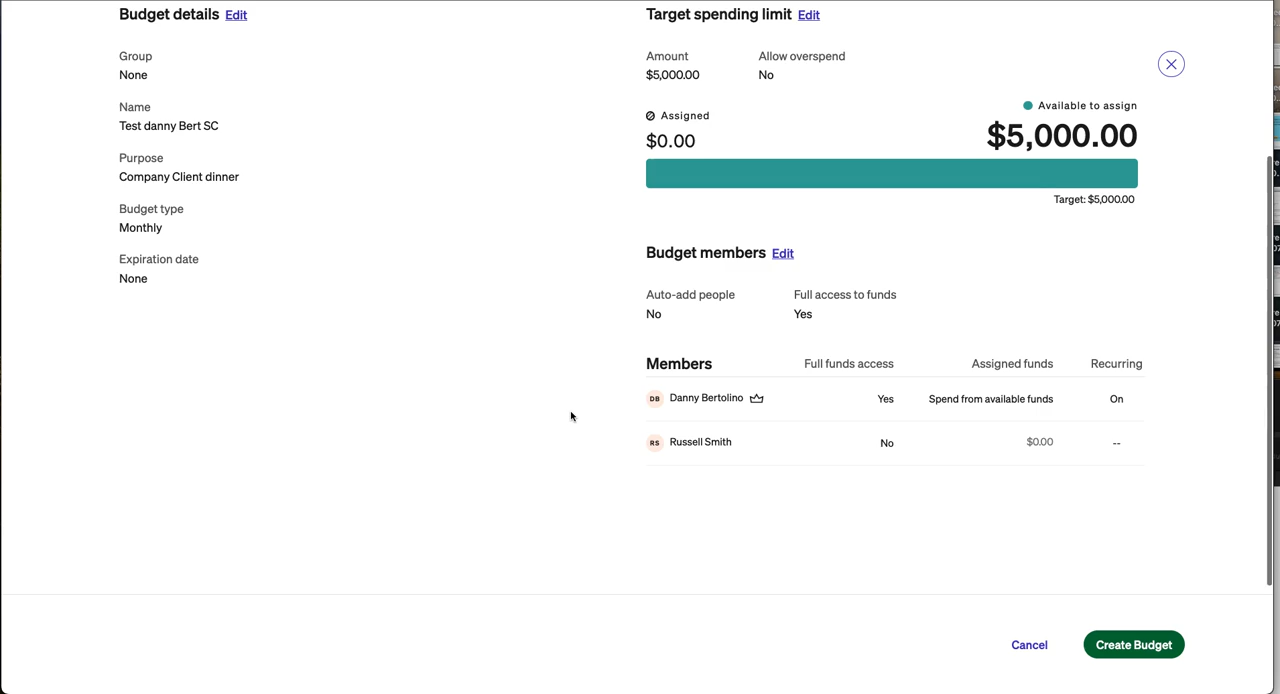 Budget details Edit
Group
None
Name
Test danny Bert SC
Purpose
Company Client dinner
Budget type
Monthly
Expiration date
None
Target spending limit Edit
Amount Allow overspend
$5,000.00 No
Assigned Available to assign
$0.00 $5,000.00
Target: $5,000.00
Budget members Edit
Auto-add people Full access to funds
No Yes
Members Full funds access Assigned funds Recurring
DB Danny Bertolino Yes Spend from available funds On
RS Russell Smith No $0.00 --
Cancel Create Budget